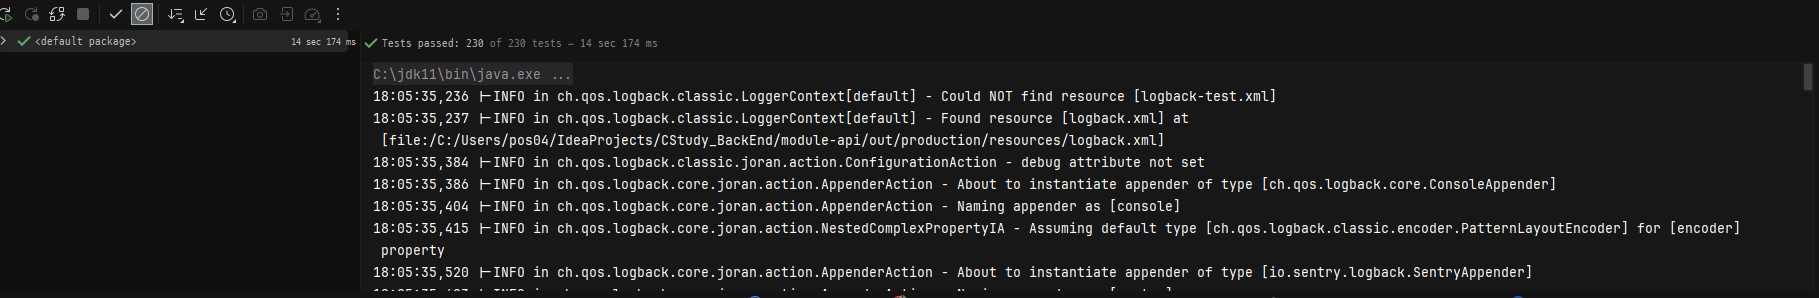 <default package>
14 sec 174 ms
Tests passed: 230 of 230 tests – 14 sec 174 ms
C:\jdk11\bin\java.exe ...
18:05:35,236 |-INFO in ch.qos.logback.classic.LoggerContext[default] - Could NOT find resource [logback-test.xml]
18:05:35,237 |-INFO in ch.qos.logback.classic.LoggerContext[default] - Found resource [logback.xml] at
[file:/C:/Users/pos04/IdeaProjects/CStudy_BackEnd/module-api/out/production/resources/logback.xml]
18:05:35,384 |-INFO in ch.qos.logback.classic.joran.action.ConfigurationAction - debug attribute not set
18:05:35,386 |-INFO in ch.qos.logback.core.joran.action.AppenderAction - About to instantiate appender of type [ch.qos.logback.core.ConsoleAppender]
18:05:35,404 |-INFO in ch.qos.logback.core.joran.action.AppenderAction - Naming appender as [console]
18:05:35,415 |-INFO in ch.qos.logback.core.joran.action.NestedComplexPropertyIA - Assuming default type [ch.qos.logback.classic.encoder.PatternLayoutEncoder] for [encoder]
property
18:05:35,520 |-INFO in ch.qos.logback.core.joran.action.AppenderAction - About to instantiate appender of type [io.sentry.logback.SentryAppender]